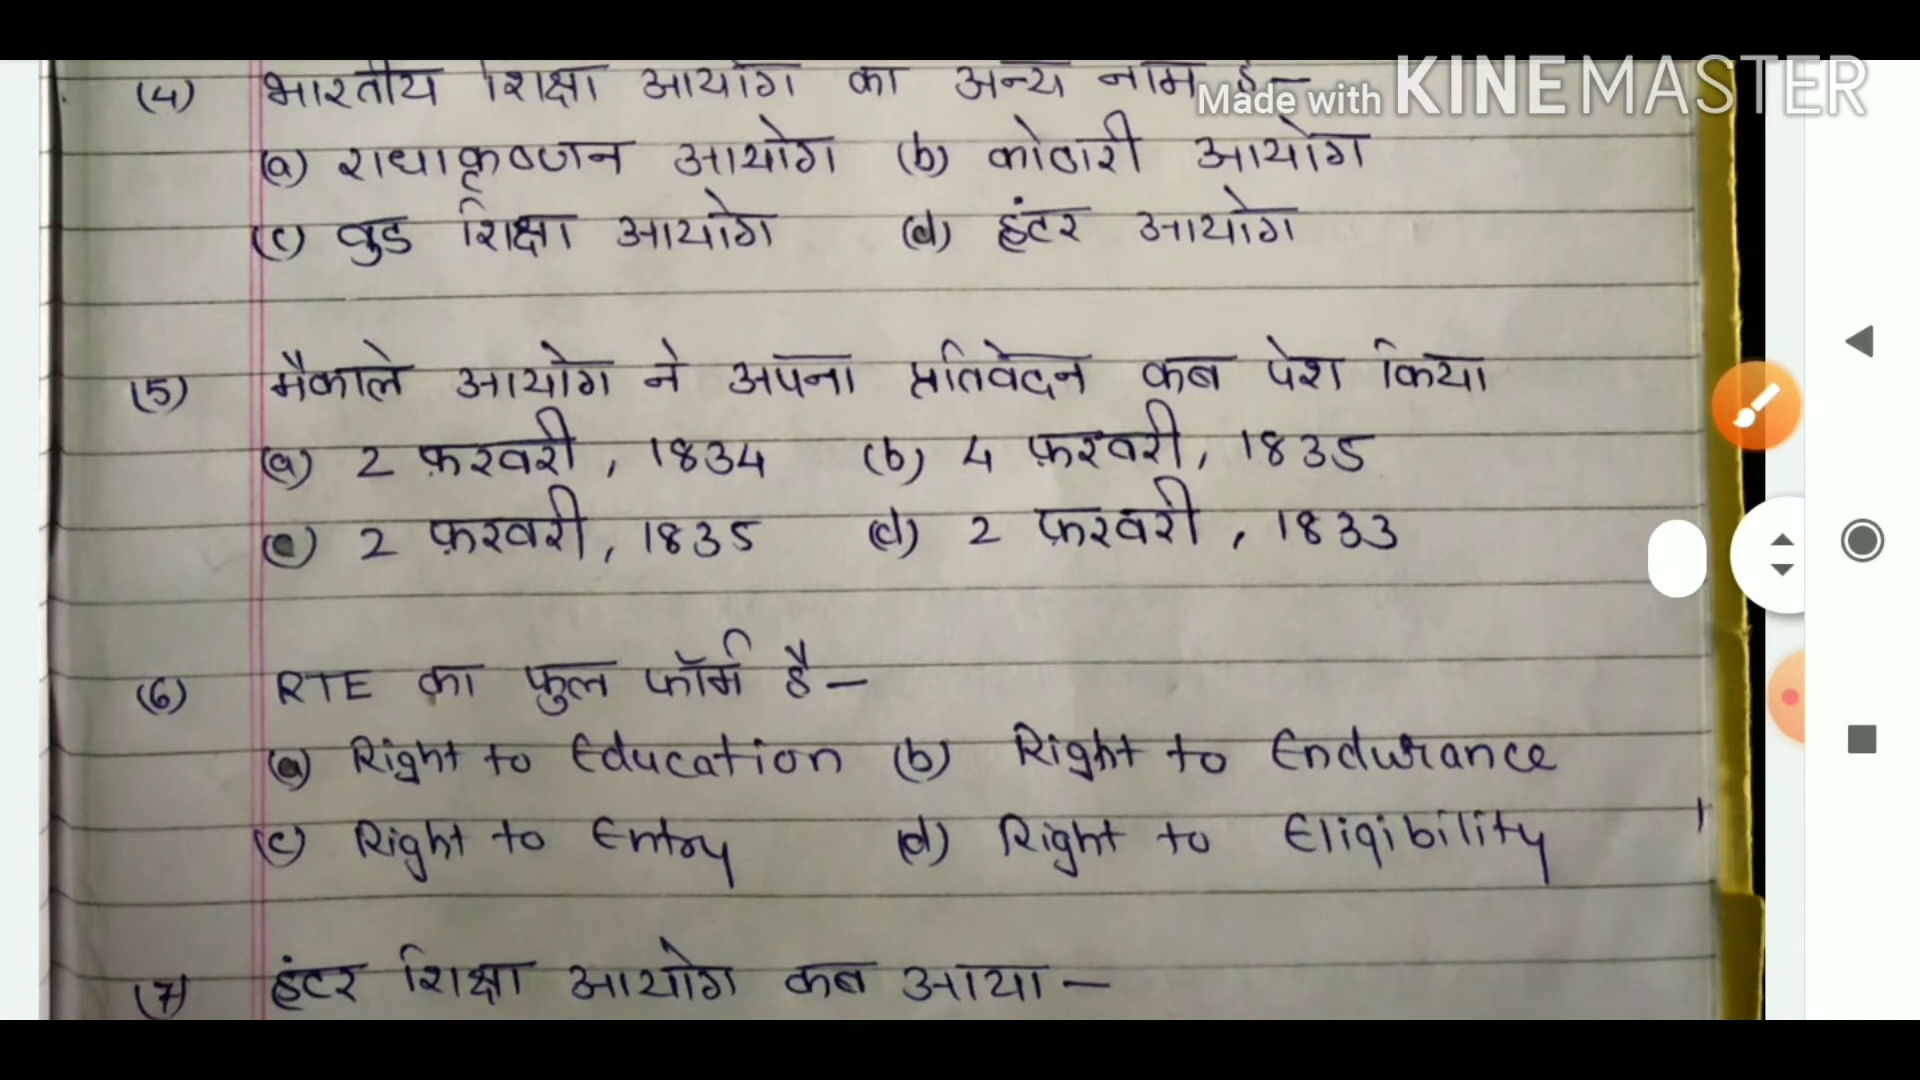 (4) भारतीय शिक्षा आयोग का अन्य नाम है-
Made with KINEMASTER
(a) राधाकृष्णन आयोग (b) कोठारी आयोग
(c) वुड शिक्षा आयोग (d) हंटर आयोग
(5) मैकाले आयोग ने अपना प्रतिवेदन कब पेश किया
(a) 2 फ़रवरी, 1834 (b) 4 फ़रवरी, 1835
(c) 2 फ़रवरी, 1835 (d) 2 फ़रवरी, 1833
(6) RTE का फुल फॉर्म है-
(a) Right to Education (b) Right to Endurance
(c) Right to Entry (d) Right to Eligibility
(7) हंटर शिक्षा आयोग कब आया-